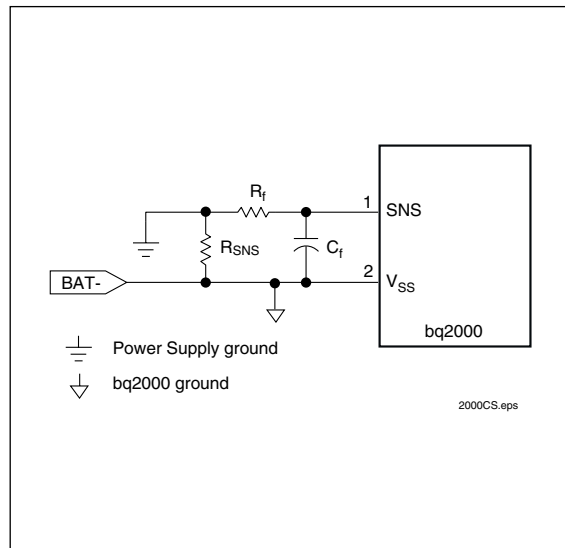 R_f
1
SNS
R_SNS
C_f
2
V_SS
BAT-
bq2000
Power Supply ground
bq2000 ground
2000CS.eps